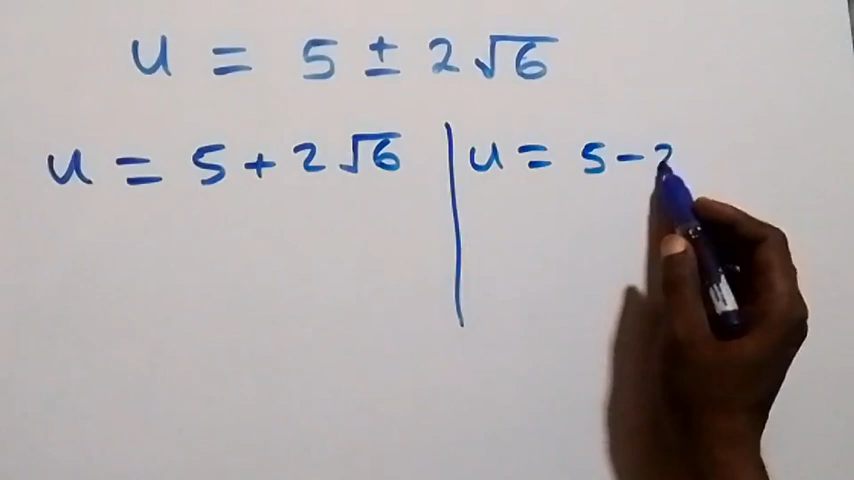 u = 5 ± 2√6
u = 5 + 2√6 | u = 5 - 2